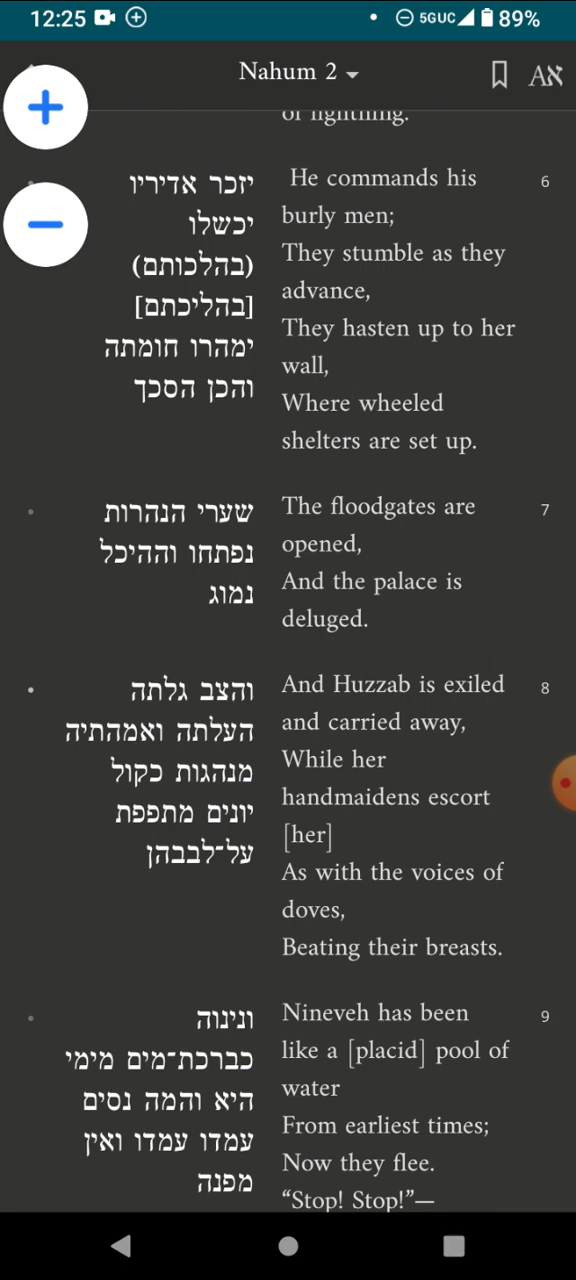 12:25
5GUC 89%
Nahum 2
Aא
of lightning.
יזכר אדיריו
יכשלו
(בהלכותם)
[בהליכתם]
ימהרו חומתה
והכן הסכך
He commands his
burly men;
They stumble as they
advance,
They hasten up to her
wall,
Where wheeled
shelters are set up.
6
שערי הנהרות
נפתחו וההיכל
נמוג
The floodgates are
opened,
And the palace is
deluged.
7
והצב גלתה
העלתה ואמהתיה
מנהגות כקול
יונים מתפפת
על־לבבהן
And Huzzab is exiled
and carried away,
While her
handmaidens escort
[her]
As with the voices of
doves,
Beating their breasts.
8
ונינוה
כברכת־מים מימי
היא והמה נסים
עמדו עמדו ואין
מפנה
Nineveh has been
like a [placid] pool of
water
From earliest times;
Now they flee.
“Stop! Stop!”—
9